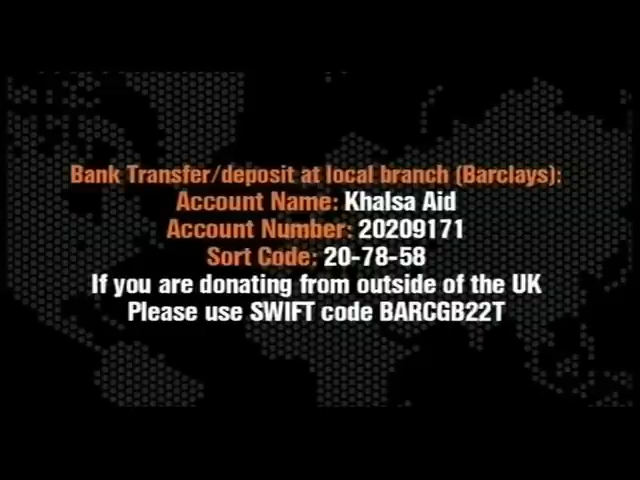 Bank Transfer/deposit at local branch (Barclays):
Account Name: Khalsa Aid
Account Number: 20209171
Sort Code: 20-78-58
If you are donating from outside of the UK
Please use SWIFT code BARCGB22T